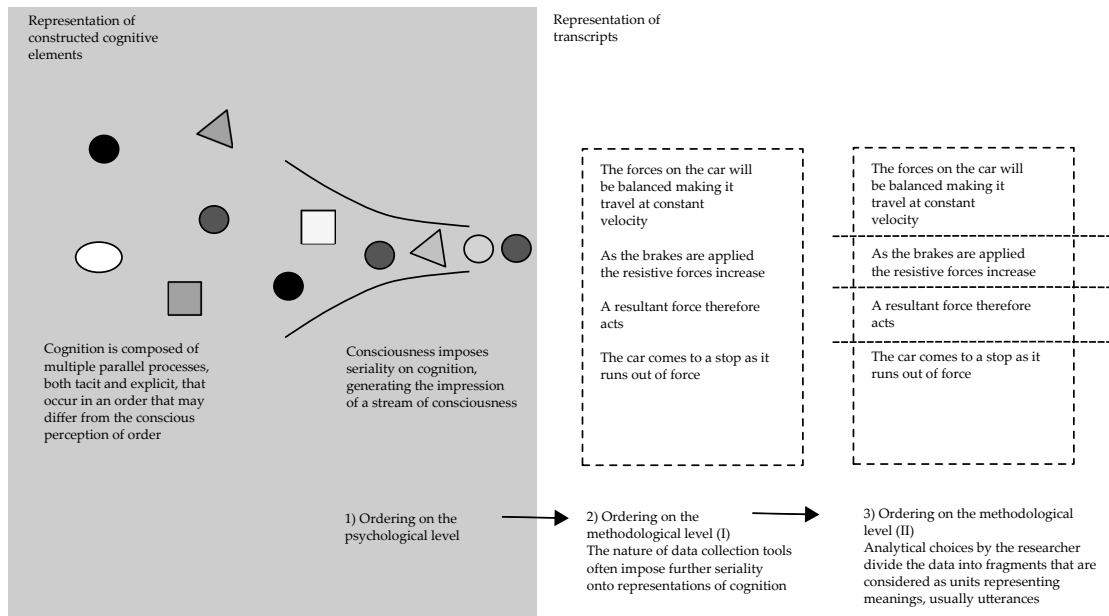 Representation of
constructed cognitive
elements
Representation of
transcripts
Cognition is composed of
multiple parallel processes,
both tacit and explicit, that
occur in an order that may
differ from the conscious
perception of order
Consciousness imposes
seriality on cognition,
generating the impression
of a stream of consciousness
The forces on the car will
be balanced making it
travel at constant
velocity
As the brakes are applied
the resistive forces increase
A resultant force therefore
acts
The car comes to a stop as it
runs out of force
The forces on the car will
be balanced making it
travel at constant
velocity
As the brakes are applied
the resistive forces increase
A resultant force therefore
acts
The car comes to a stop as it
runs out of force
1) Ordering on the
psychological level
2) Ordering on the
methodological level (I)
The nature of data collection tools
often impose further seriality
onto representations of cognition
3) Ordering on the methodological
level (II)
Analytical choices by the researcher
divide the data into fragments that are
considered as units representing
meanings, usually utterances